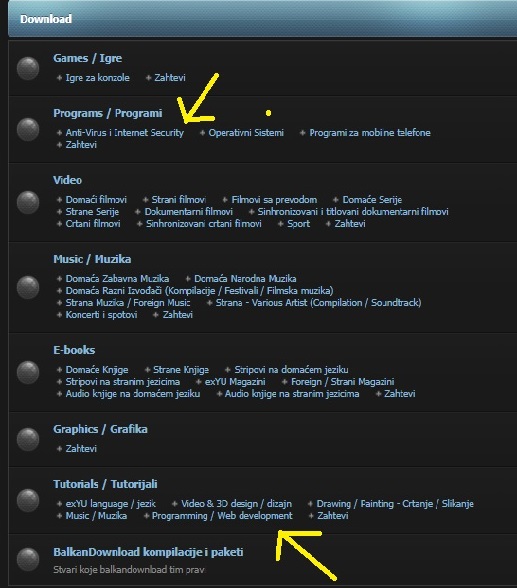 Download
Games / Igre
Igre za konzole Zahtevi
Programs / Programi
Anti-Virus i Internet Security Operativni Sistemi Programi za mobilne telefone
Zahtevi
Video
Domaći filmovi Strani filmovi Filmovi sa prevodom Domaće Serije
Strane Serije Dokumentarni filmovi Sinhronizovani i titlovani dokumentarni filmovi
Crtani filmovi Sinhronizovani crtani filmovi Sport Zahtevi
Music / Muzika
Domaća Zabavna Muzika Domaća Narodna Muzika
Domaća Razni Izvođači (Kompilacije / Festivali / Filmska muzika)
Strana Muzika / Foreign Music Strana - Various Artist (Compilation / Soundtrack)
Koncerti i spotovi Zahtevi
E-books
Domaće Knjige Strane Knjige Stripovi na domaćem jeziku
Stripovi na stranim jezicima exYU Magazini Foreign / Strani Magazini
Audio knjige na domaćem jeziku Audio knjige na stranim jezicima Zahtevi
Graphics / Grafika
Zahtevi
Tutorials / Tutorijali
exYU language / jezik Video & 3D design / dizajn Drawing / Painting - Crtanje / Slikanje
Music / Muzika Programming / Web development Zahtevi
BalkanDownload kompilacije i paketi
Stvari koje balkandownload tim pravi